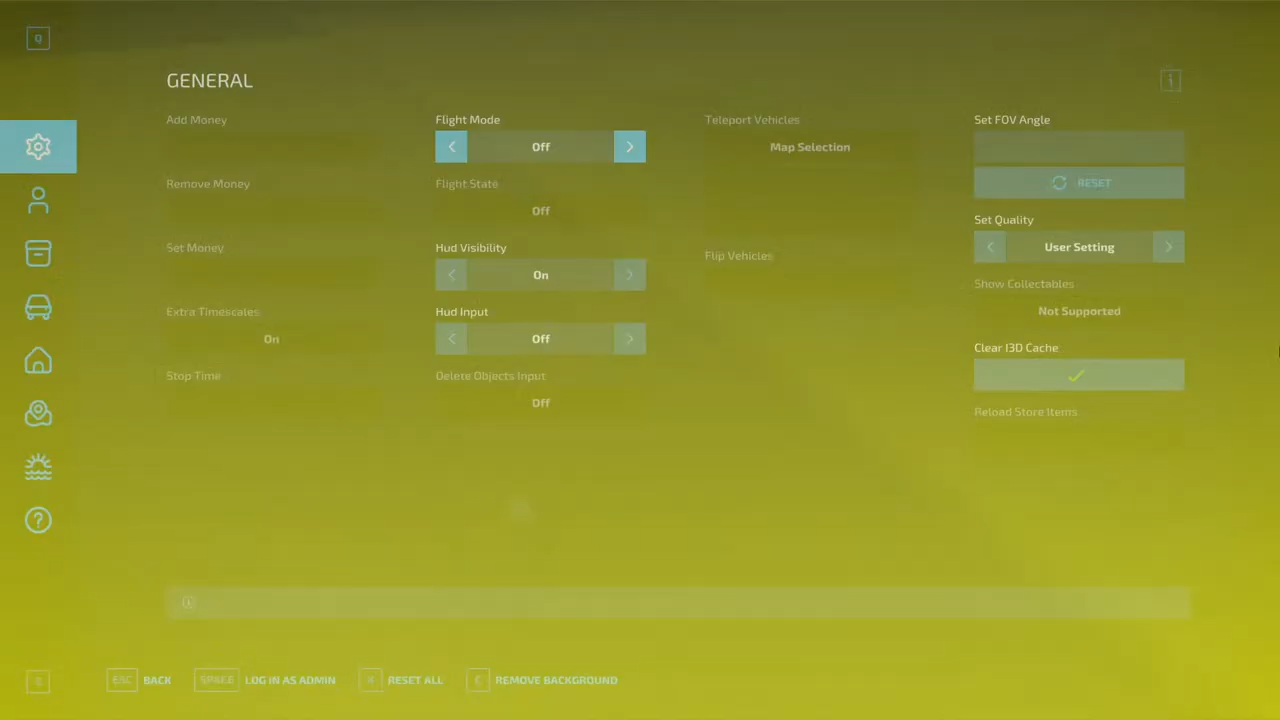 Q
GENERAL
Add Money
Remove Money
Set Money
Extra Timescales
On
Stop Time
Flight Mode
Off
Flight State
Off
Hud Visibility
On
Hud Input
Off
Delete Objects Input
Off
Teleport Vehicles
Map Selection
Flip Vehicles
Set FOV Angle
RESET
Set Quality
User Setting
Show Collectables
Not Supported
Clear I3D Cache
Reload Store Items
ESC BACK SPACE LOG IN AS ADMIN X RESET ALL C REMOVE BACKGROUND